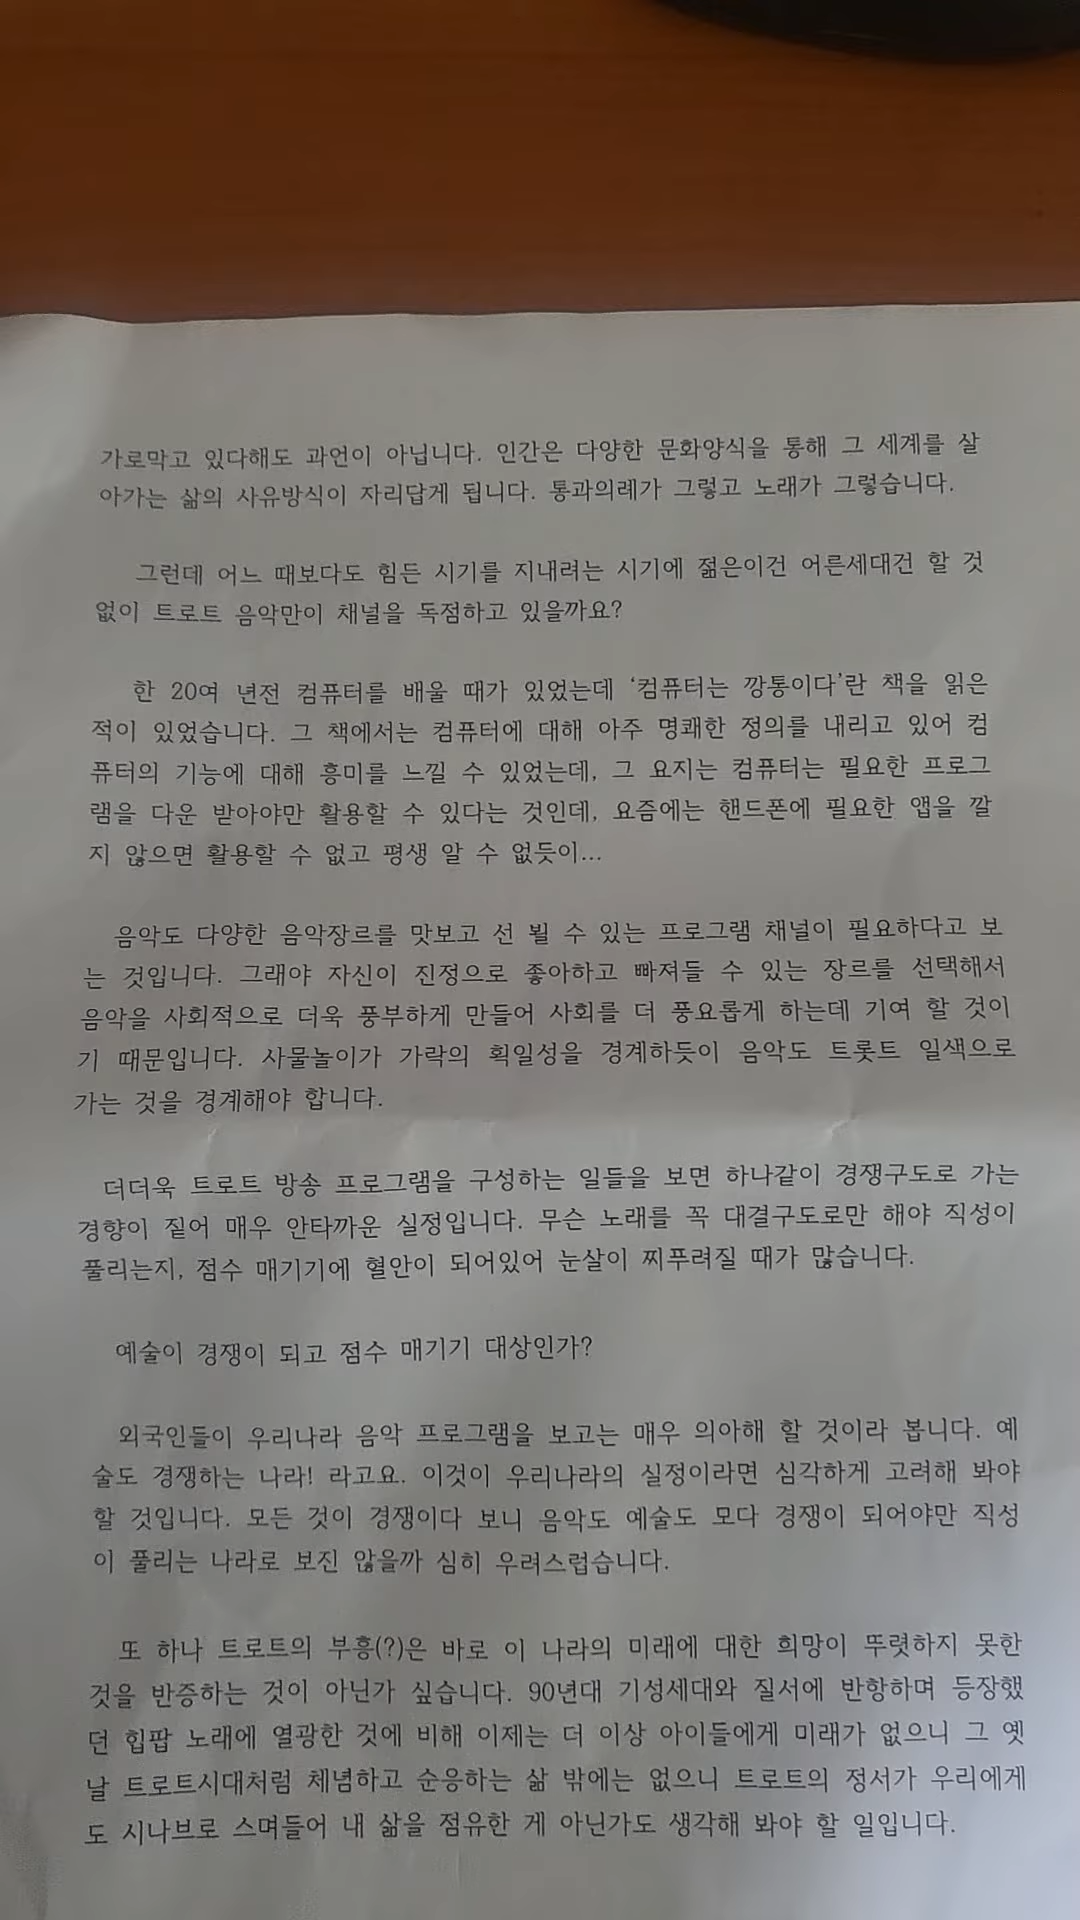 가로막고 있다해도 과언이 아닙니다. 인간은 다양한 문화양식을 통해 그 세계를 살
아가는 삶의 사유방식이 자리답게 됩니다. 통과의례가 그렇고 노래가 그렇습니다.
그런데 어느 때보다도 힘든 시기를 지내려는 시기에 젊은이건 어른세대건 할 것
없이 트로트 음악만이 채널을 독점하고 있을까요?
한 20여 년전 컴퓨터를 배울 때가 있었는데 ‘컴퓨터는 깡통이다’란 책을 읽은
적이 있었습니다. 그 책에서는 컴퓨터에 대해 아주 명쾌한 정의를 내리고 있어 컴
퓨터의 기능에 대해 흥미를 느낄 수 있었는데, 그 요지는 컴퓨터는 필요한 프로그
램을 다운 받아야만 활용할 수 있다는 것인데, 요즘에는 핸드폰에 필요한 앱을 깔
지 않으면 활용할 수 없고 평생 알 수 없듯이...
음악도 다양한 음악장르를 맛보고 선 뵐 수 있는 프로그램 채널이 필요하다고 보
는 것입니다. 그래야 자신이 진정으로 좋아하고 빠져들 수 있는 장르를 선택해서
음악을 사회적으로 더욱 풍부하게 만들어 사회를 더 풍요롭게 하는데 기여 할 것이
기 때문입니다. 사물놀이가 가락의 획일성을 경계하듯이 음악도 트롯트 일색으로
가는 것을 경계해야 합니다.
더더욱 트로트 방송 프로그램을 구성하는 일들을 보면 하나같이 경쟁구도로 가는
경향이 짙어 매우 안타까운 실정입니다. 무슨 노래를 꼭 대결구도로만 해야 직성이
풀리는지, 점수 매기기에 혈안이 되어있어 눈살이 찌푸려질 때가 많습니다.
예술이 경쟁이 되고 점수 매기기 대상인가?
외국인들이 우리나라 음악 프로그램을 보고는 매우 의아해 할 것이라 봅니다. 예
술도 경쟁하는 나라! 라고요. 이것이 우리나라의 실정이라면 심각하게 고려해 봐야
할 것입니다. 모든 것이 경쟁이다 보니 음악도 예술도 모다 경쟁이 되어야만 직성
이 풀리는 나라로 보진 않을까 심히 우려스럽습니다.
또 하나 트로트의 부흥(?)은 바로 이 나라의 미래에 대한 희망이 뚜렷하지 못한
것을 반증하는 것이 아닌가 싶습니다. 90년대 기성세대와 질서에 반항하며 등장했
던 힙팝 노래에 열광한 것에 비해 이제는 더 이상 아이들에게 미래가 없으니 그 옛
날 트로트시대처럼 체념하고 순응하는 삶 밖에는 없으니 트로트의 정서가 우리에게
도 시나브로 스며들어 내 삶을 점유한 게 아닌가도 생각해 봐야 할 일입니다.